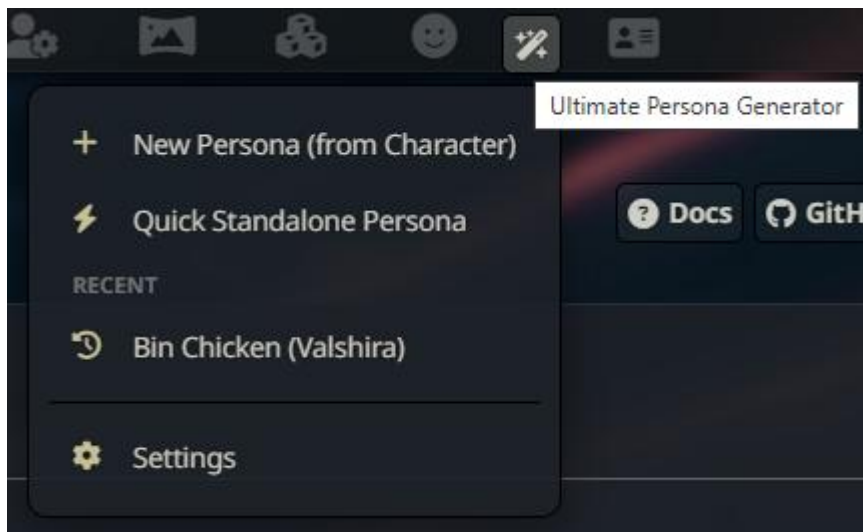 Ultimate Persona Generator
New Persona (from Character)
Quick Standalone Persona
Docs
GitH
RECENT
Bin Chicken (Valshira)
Settings